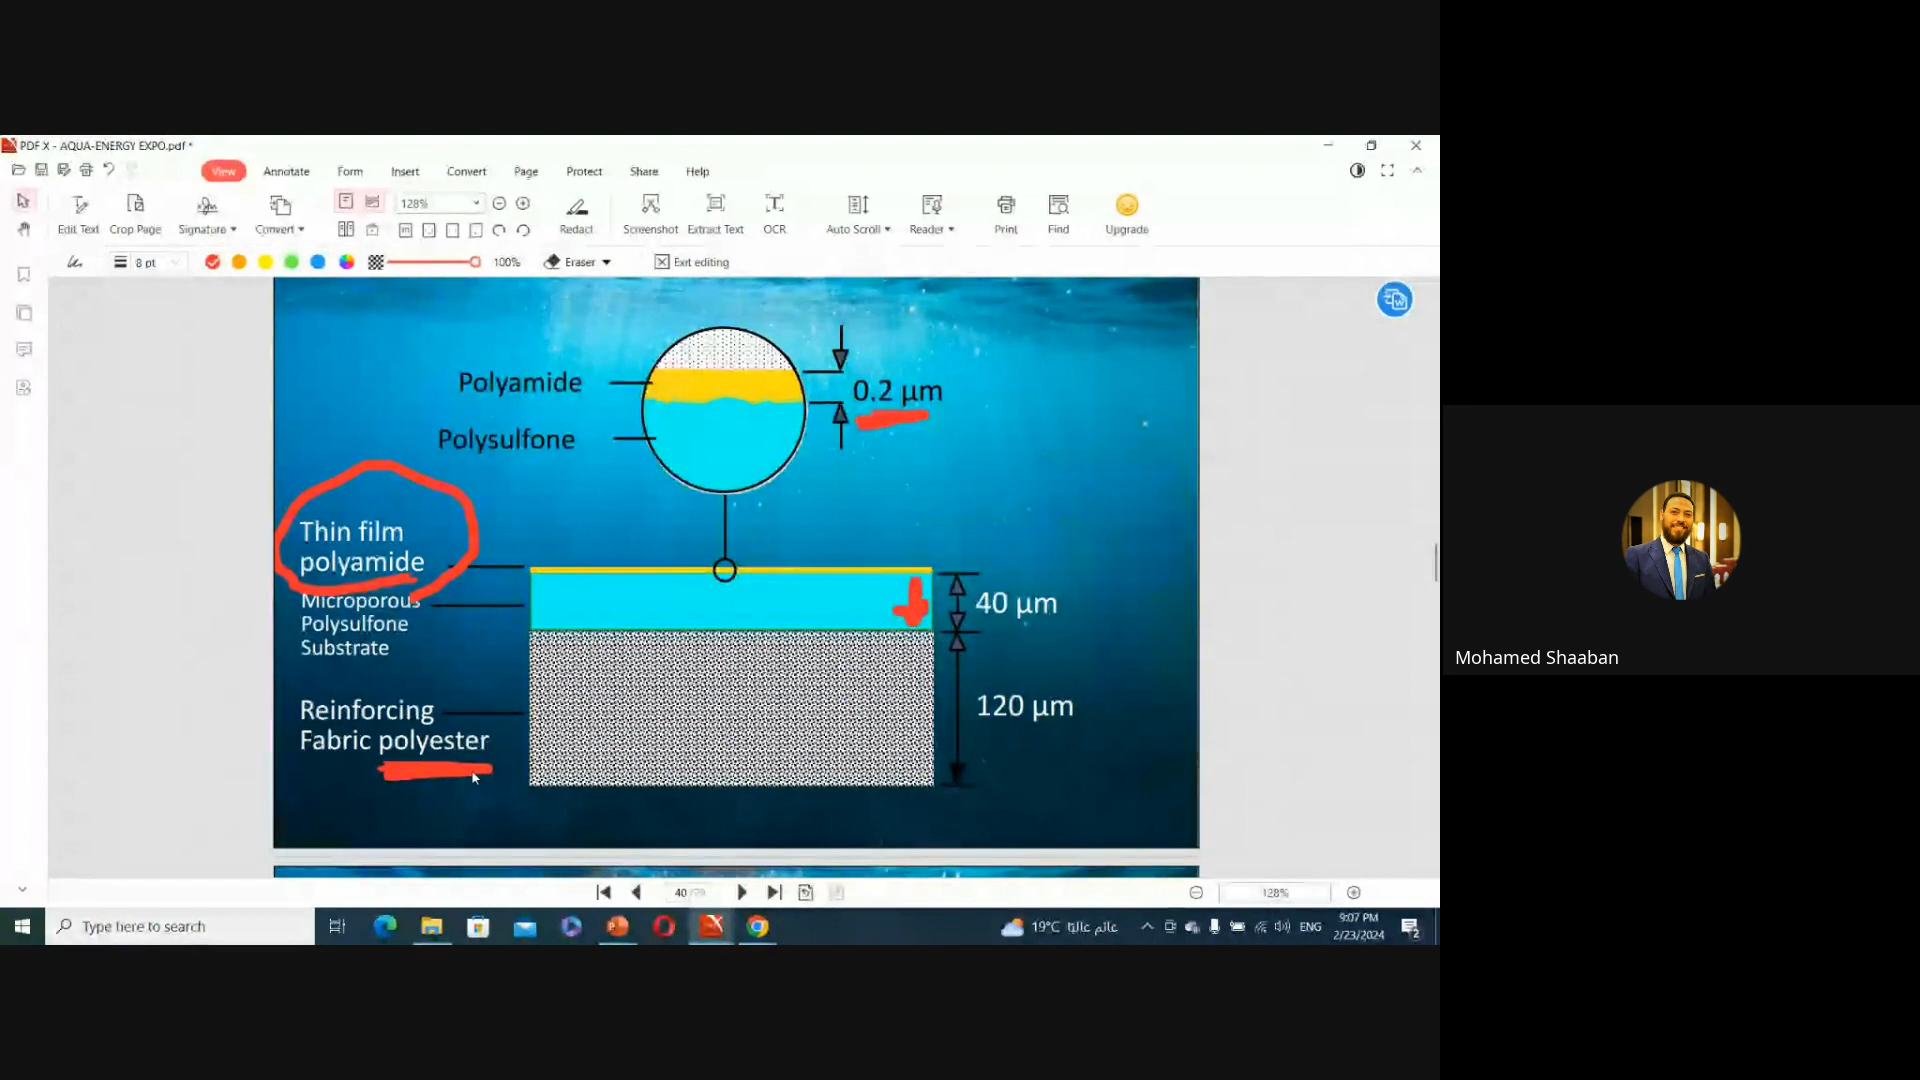 PDF X - AQUA-ENERGY EXPO.pdf *
View
Annotate
Form
Insert
Convert
Page
Protect
Share
Help
128%
Edit Text
Crop Page
Signature
Convert
Redact
Screenshot
Extract Text
OCR
Auto Scroll
Reader
Print
Find
Upgrade
8 pt
100%
Eraser
Exit editing
Polyamide
0.2 µm
Polysulfone
Thin film
polyamide
Microporous
Polysulfone
Substrate
40 µm
Reinforcing
Fabric polyester
120 µm
Mohamed Shaaban
40
128%
Type here to search
19°C
غائم غالبًا
ENG
9:07 PM
2/23/2024
2